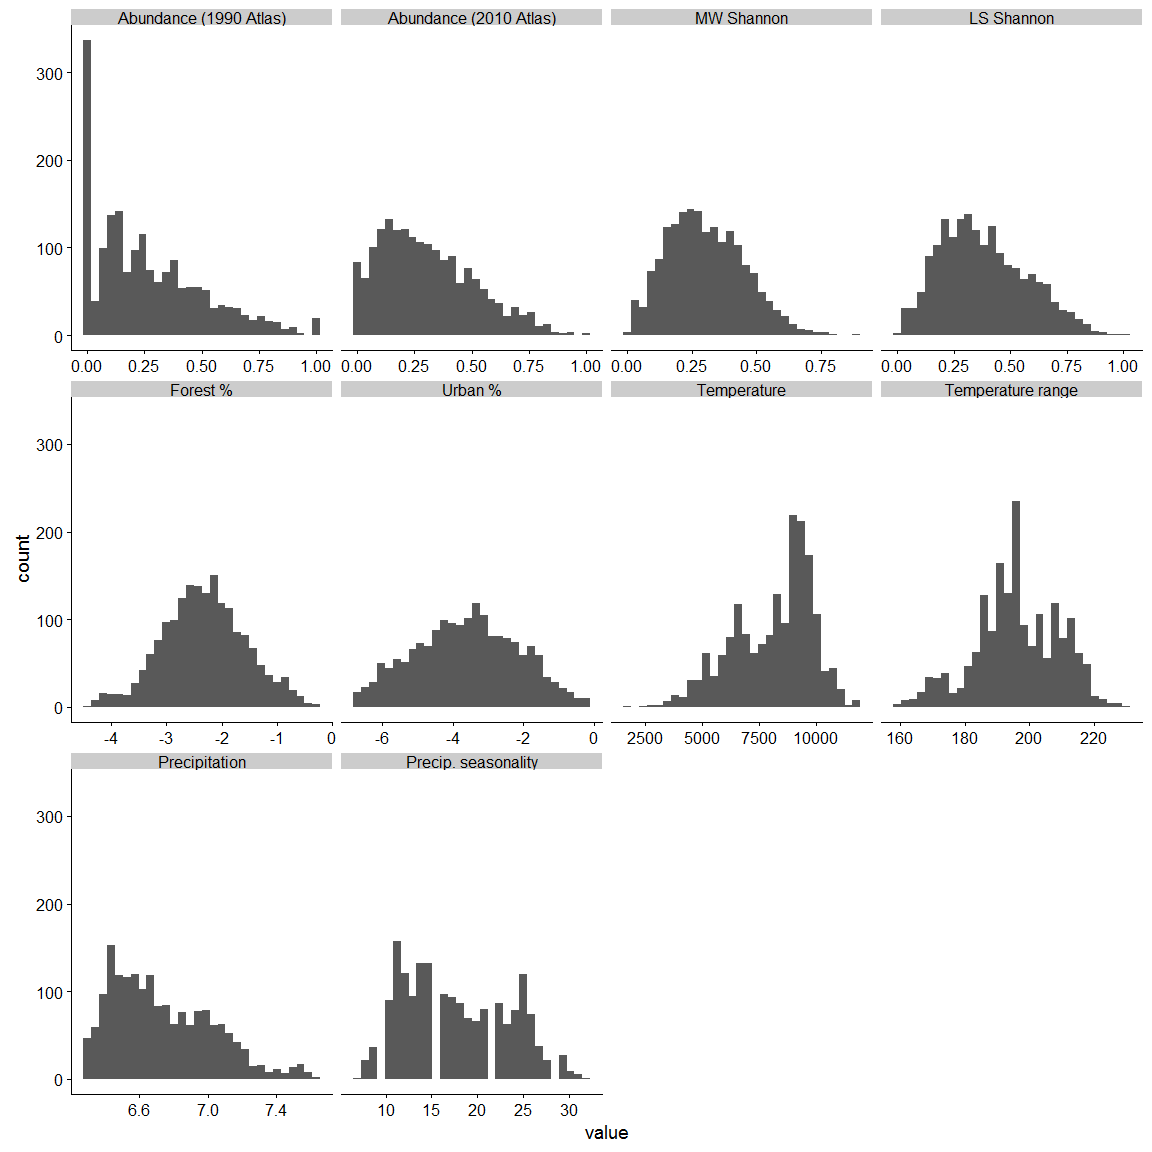 Abundance (1990 Atlas) Abundance (2010 Atlas) MW Shannon LS Shannon
300
200
100
0
0.00 0.25 0.50 0.75 1.00 0.00 0.25 0.50 0.75 1.00 0.00 0.25 0.50 0.75 0.00 0.25 0.50 0.75 1.00
Forest % Urban % Temperature Temperature range
300
200
100
0
-4 -3 -2 -1 0 -6 -4 -2 0 2500 5000 7500 10000 160 180 200 220
count
Precipitation Precip. seasonality
300
200
100
0
6.6 7.0 7.4 10 15 20 25 30
value